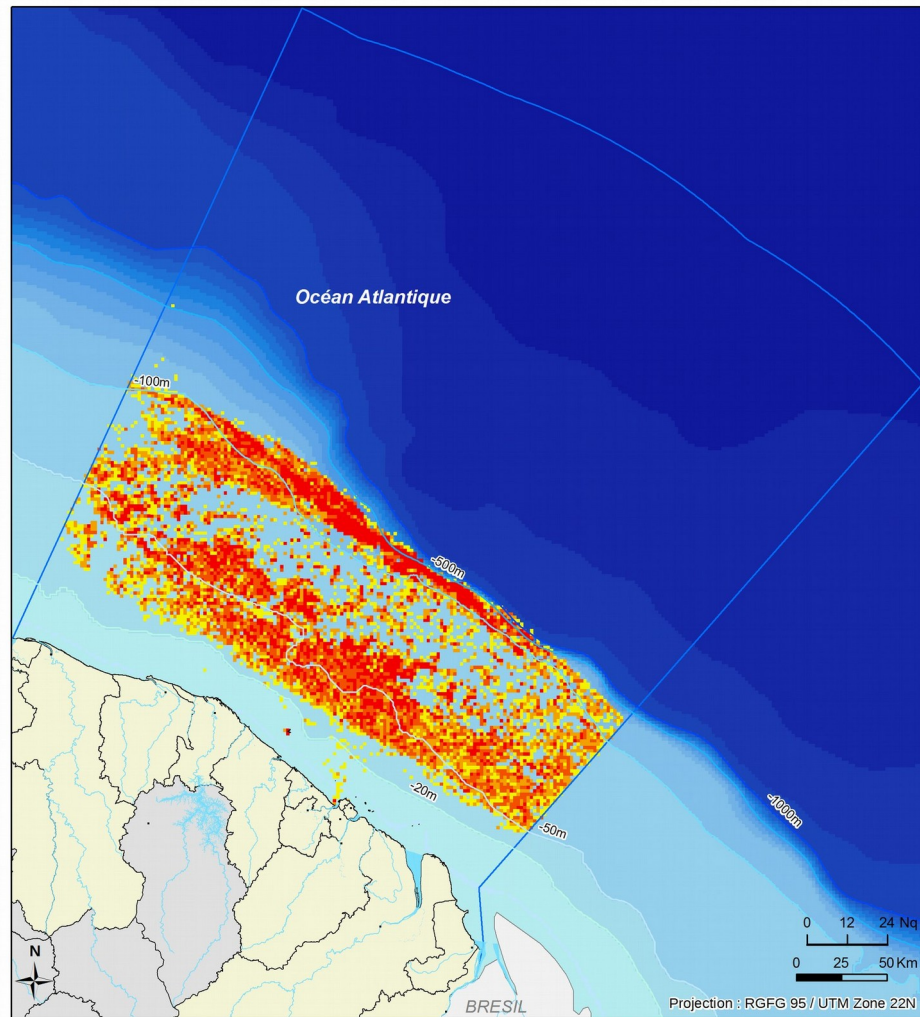 Océan Atlantique
-100m
-500m
-20m
-50m
-1000m
N
0 12 24 Nq
0 25 50 Km
BRESIL
Projection : RGFG 95 / UTM Zone 22N